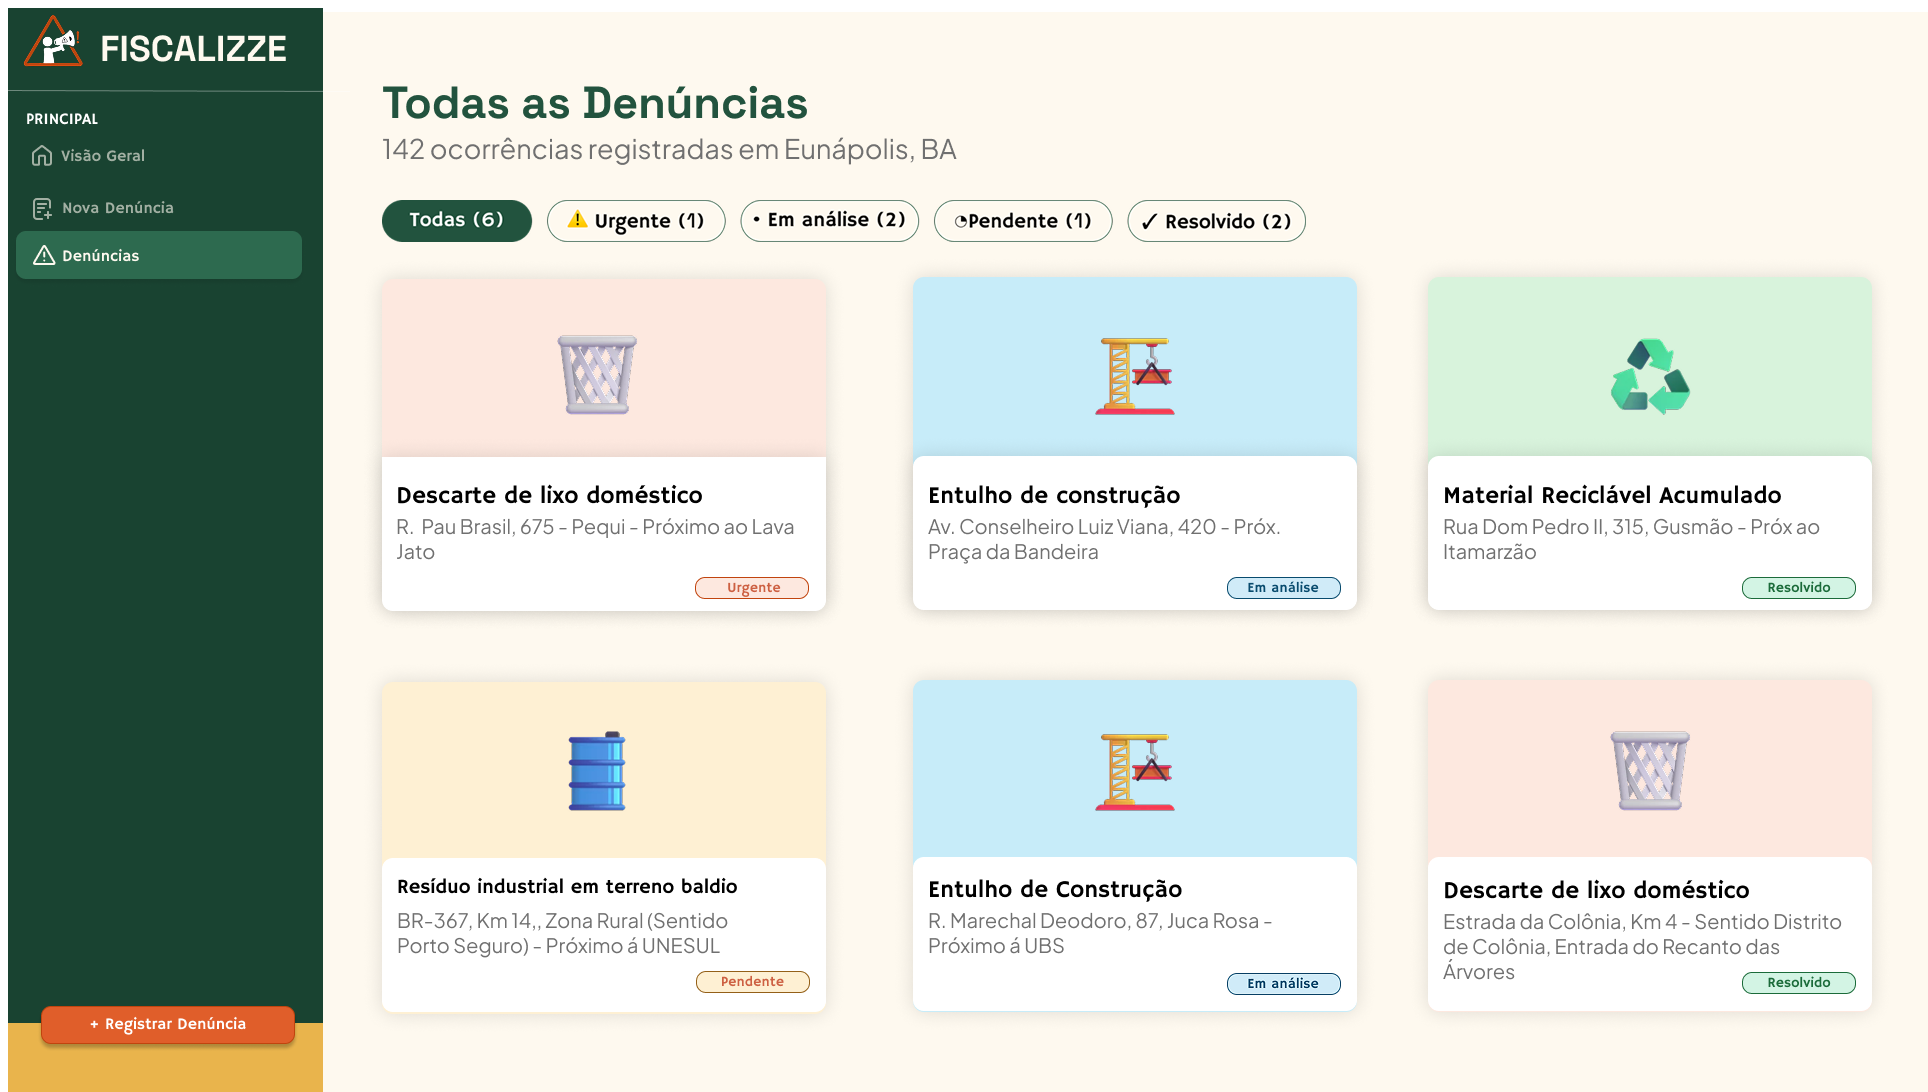 FISCALIZZE
PRINCIPAL
Visão Geral
Nova Denúncia
Denúncias
+ Registrar Denúncia
Todas as Denúncias
142 ocorrências registradas em Eunápolis, BA
Todas (6)
Urgente (1)
• Em análise (2)
Pendente (1)
✓ Resolvido (2)
Descarte de lixo doméstico
R. Pau Brasil, 675 - Pequi - Próximo ao Lava
Jato
Urgente
Entulho de construção
Av. Conselheiro Luiz Viana, 420 - Próx.
Praça da Bandeira
Em análise
Material Reciclável Acumulado
Rua Dom Pedro II, 315, Gusmão - Próx ao
Itamarzão
Resolvido
Resíduo industrial em terreno baldio
BR-367, Km 14,, Zona Rural (Sentido
Porto Seguro) - Próximo á UNESUL
Pendente
Entulho de Construção
R. Marechal Deodoro, 87, Juca Rosa -
Próximo á UBS
Em análise
Descarte de lixo doméstico
Estrada da Colônia, Km 4 - Sentido Distrito
de Colônia, Entrada do Recanto das
Árvores
Resolvido